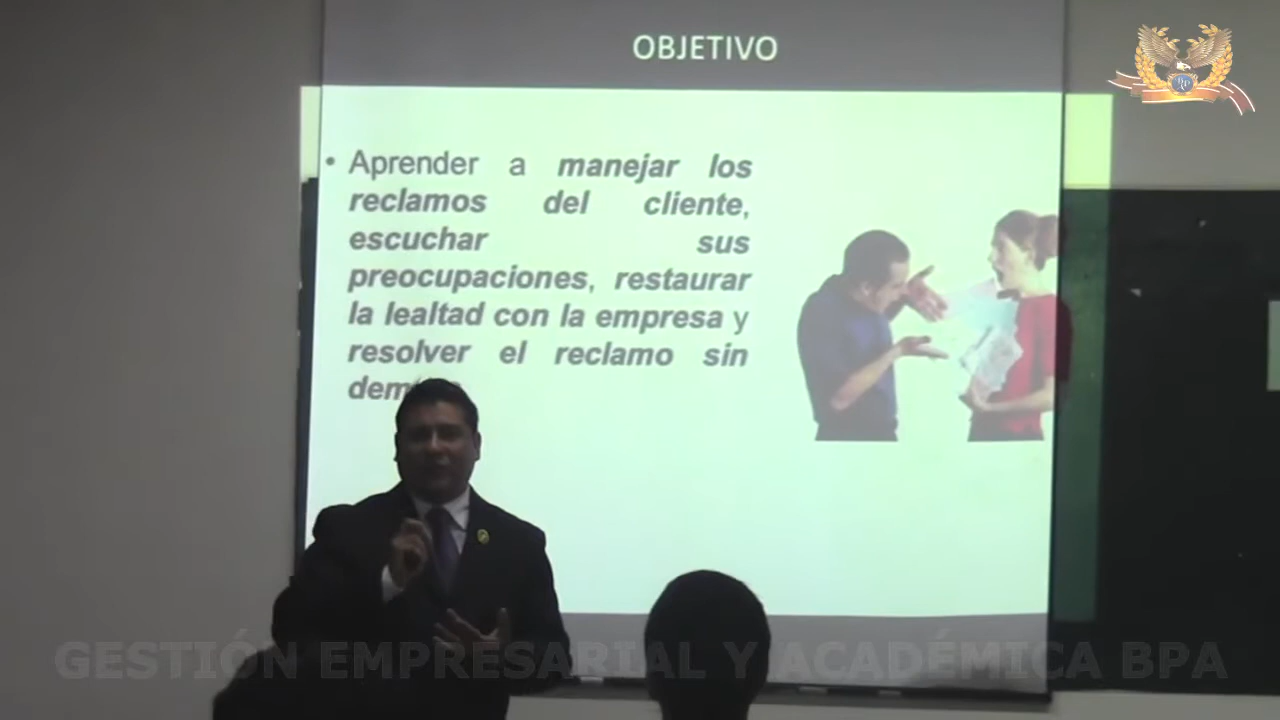 OBJETIVO
• Aprender a manejar los
reclamos del cliente,
escuchar sus
preocupaciones, restaurar
la lealtad con la empresa y
resolver el reclamo sin
GESTIÓN EMPRESARIAL Y ACADÉMICA BPA